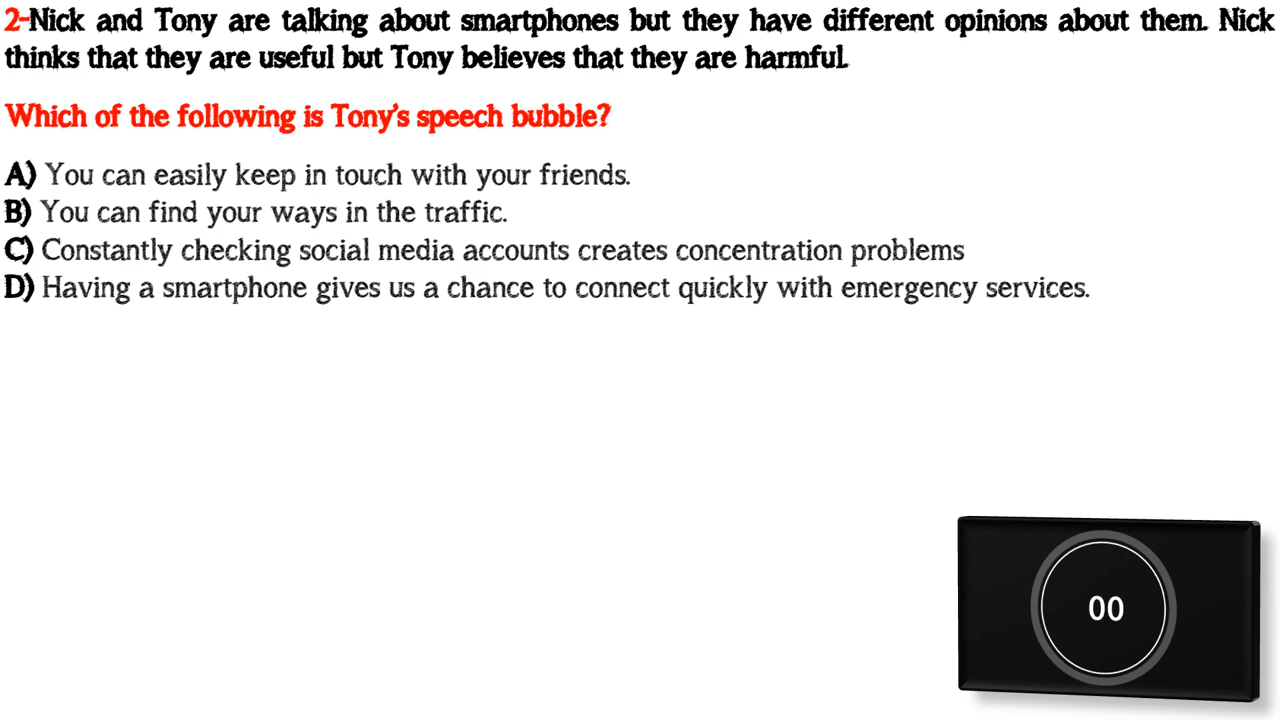 2-Nick and Tony are talking about smartphones but they have different opinions about them. Nick
thinks that they are useful but Tony believes that they are harmful.
Which of the following is Tony's speech bubble?
A) You can easily keep in touch with your friends.
B) You can find your ways in the traffic.
C) Constantly checking social media accounts creates concentration problems
D) Having a smartphone gives us a chance to connect quickly with emergency services.
00